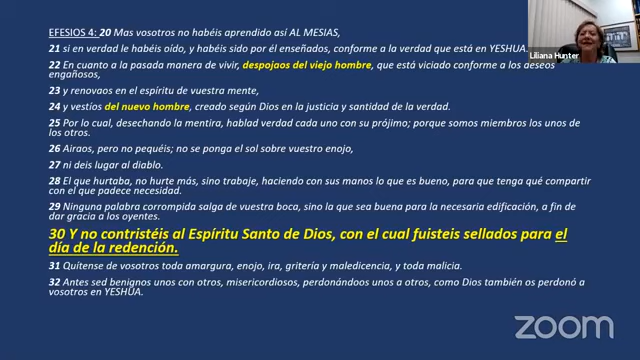 EFESIOS 4: 20 Mas vosotros no habéis aprendido así AL MESIAS,
21 si en verdad le habéis oído, y habéis sido por él enseñados, conforme a la verdad que está en YESHUA.
22 En cuanto a la pasada manera de vivir, despojaos del viejo hombre, que está viciado conforme a los deseos
engañosos,
23 y renovaos en el espíritu de vuestra mente,
24 y vestíos del nuevo hombre, creado según Dios en la justicia y santidad de la verdad.
25 Por lo cual, desechando la mentira, hablad verdad cada uno con su prójimo; porque somos miembros los unos de
los otros.
26 Airaos, pero no pequéis; no se ponga el sol sobre vuestro enojo,
27 ni deis lugar al diablo.
28 El que hurtaba, no hurte más, sino trabaje, haciendo con sus manos lo que es bueno, para que tenga qué compartir
con el que padece necesidad.
29 Ninguna palabra corrompida salga de vuestra boca, sino la que sea buena para la necesaria edificación, a fin de
dar gracia a los oyentes.
30 Y no contristéis al Espíritu Santo de Dios, con el cual fuisteis sellados para el
día de la redención.
31 Quítense de vosotros toda amargura, enojo, ira, gritería y maledicencia, y toda malicia.
32 Antes sed benignos unos con otros, misericordiosos, perdonándoos unos a otros, como Dios también os perdonó a
vosotros en YESHUA.
Liliana Hunter
zoom